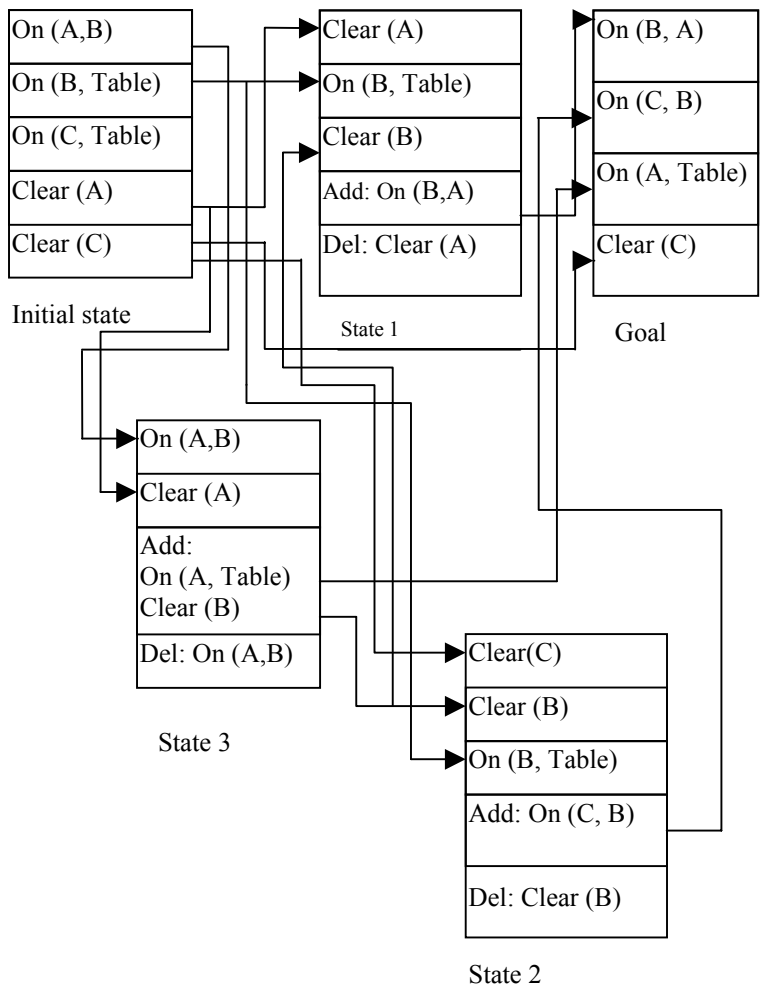 On (A,B)
On (B, Table)
On (C, Table)
Clear (A)
Clear (C)
Initial state
Clear (A)
On (B, Table)
Clear (B)
Add: On (B,A)
Del: Clear (A)
State 1
On (B, A)
On (C, B)
On (A, Table)
Clear (C)
Goal
On (A,B)
Clear (A)
Add:
On (A, Table)
Clear (B)
Del: On (A,B)
State 3
Clear(C)
Clear (B)
On (B, Table)
Add: On (C, B)
Del: Clear (B)
State 2